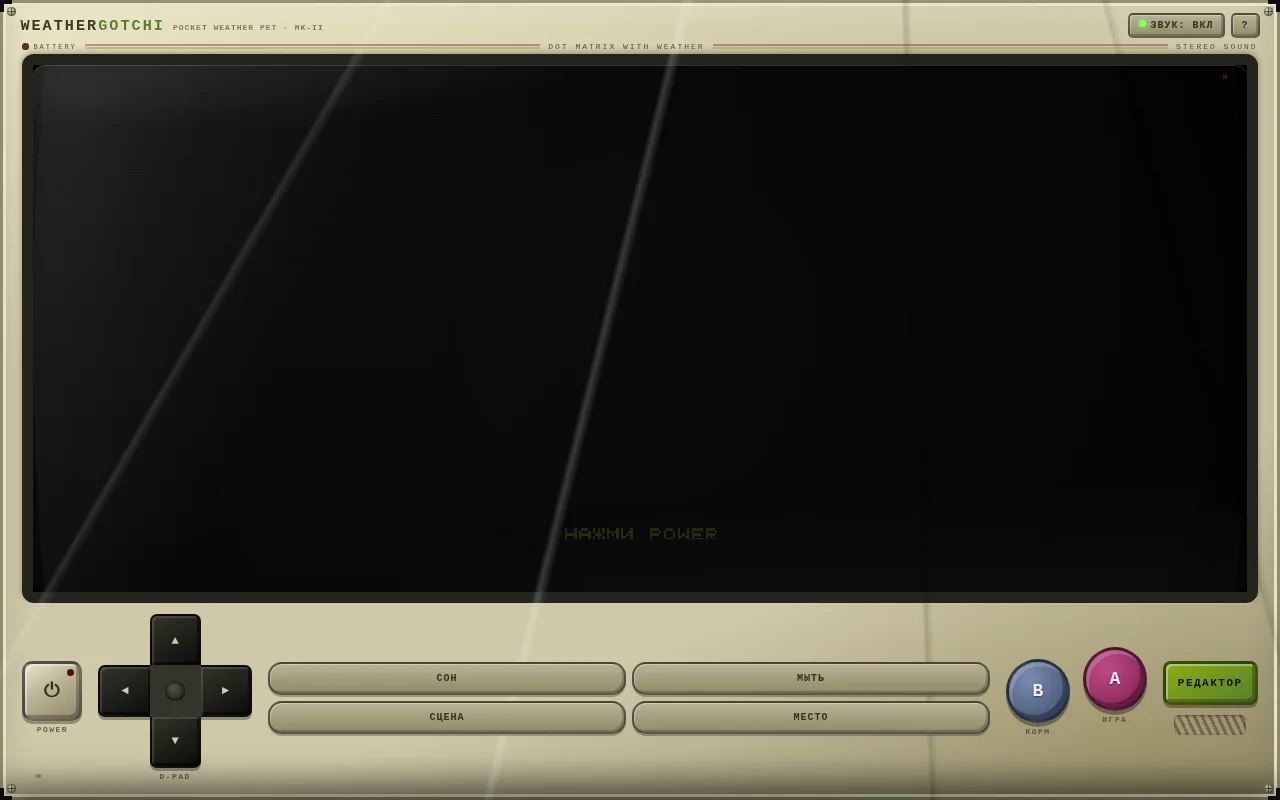 WEATHERGOTCHI POCKET WEATHER PET · MK-II
ЗВУК: ВКЛ
?
BATTERY
DOT MATRIX WITH WEATHER
STEREO SOUND
НАЖМИ POWER
СОН
МЫТЬ
СЦЕНА
МЕСТО
B
A
РЕДАКТОР
POWER
КОРМ
ИГРА
D-PAD